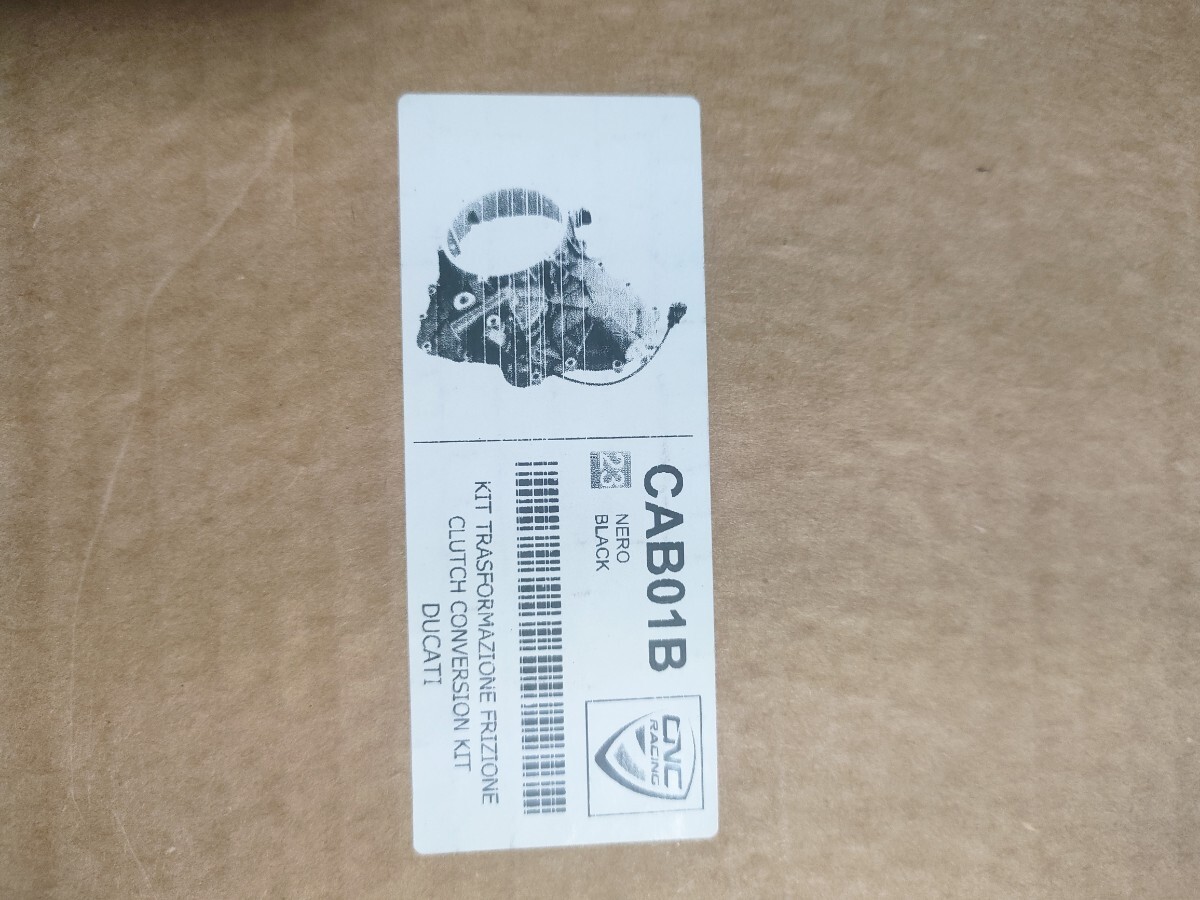 CAB01B
NERO
BLACK
CNC
RACING
KIT TRASFORMAZIONE FRIZIONE
CLUTCH CONVERSION KIT
DUCATI